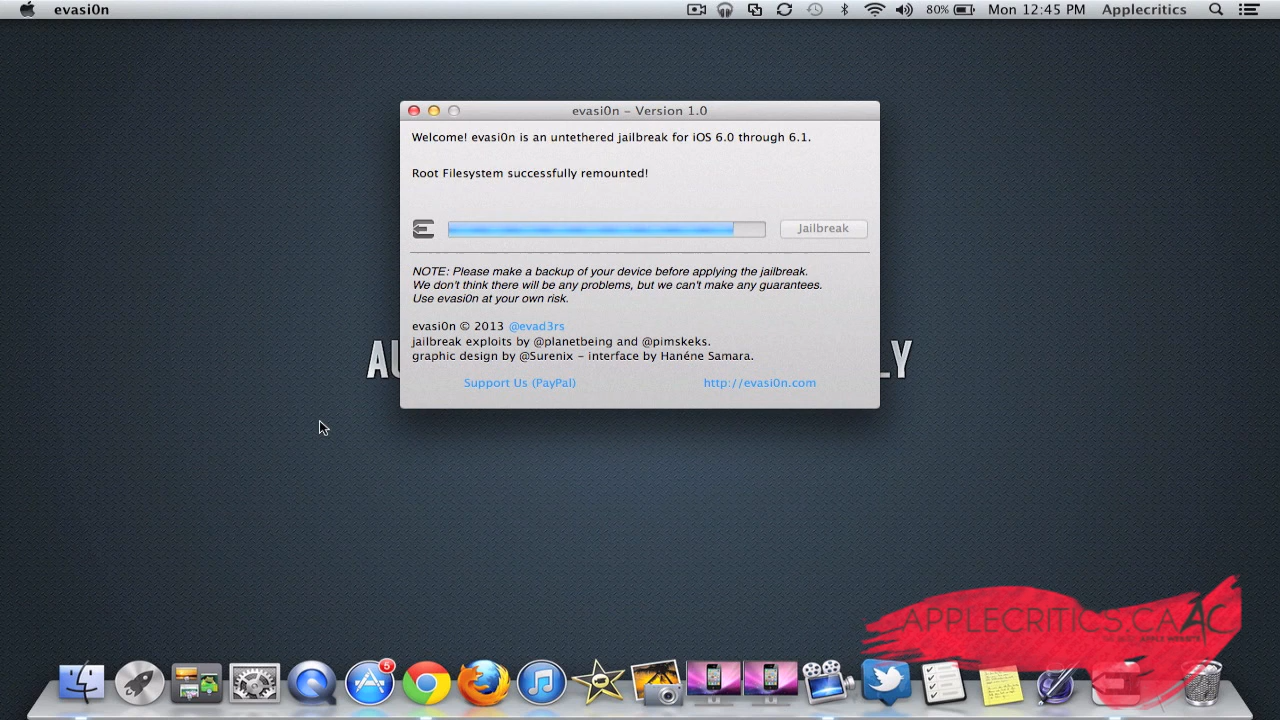 evasi0n
80%
Mon 12:45 PM
Applecritics
evasi0n – Version 1.0
Welcome! evasi0n is an untethered jailbreak for iOS 6.0 through 6.1.
Root Filesystem successfully remounted!
Jailbreak
NOTE: Please make a backup of your device before applying the jailbreak.
We don't think there will be any problems, but we can't make any guarantees.
Use evasi0n at your own risk.
evasi0n © 2013 @evad3rs
jailbreak exploits by @planetbeing and @pimskeks.
graphic design by @Surenix – interface by Hanéne Samara.
AU
LY
Support Us (PayPal)
http://evasi0n.com
APPLECRITICS.CA AC
5